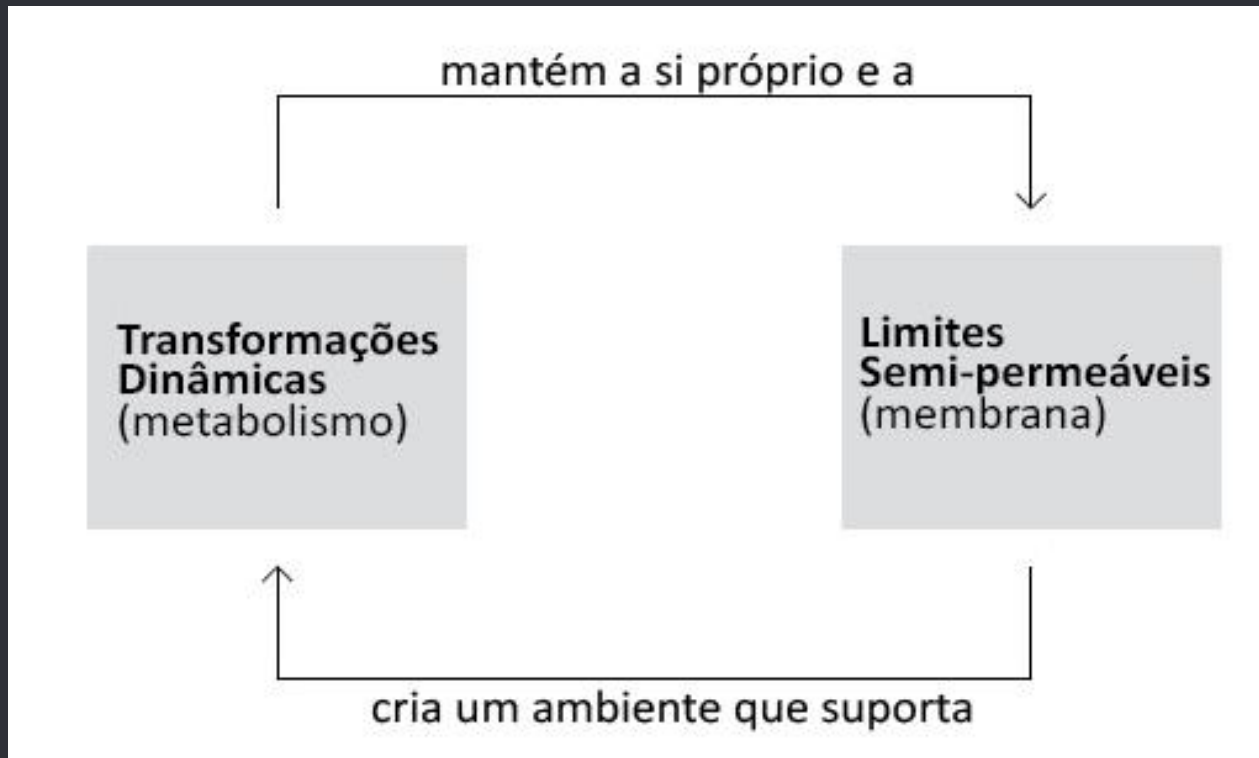 mantém a si próprio e a
Transformações
Dinâmicas
(metabolismo)
Limites
Semi-permeáveis
(membrana)
cria um ambiente que suporta